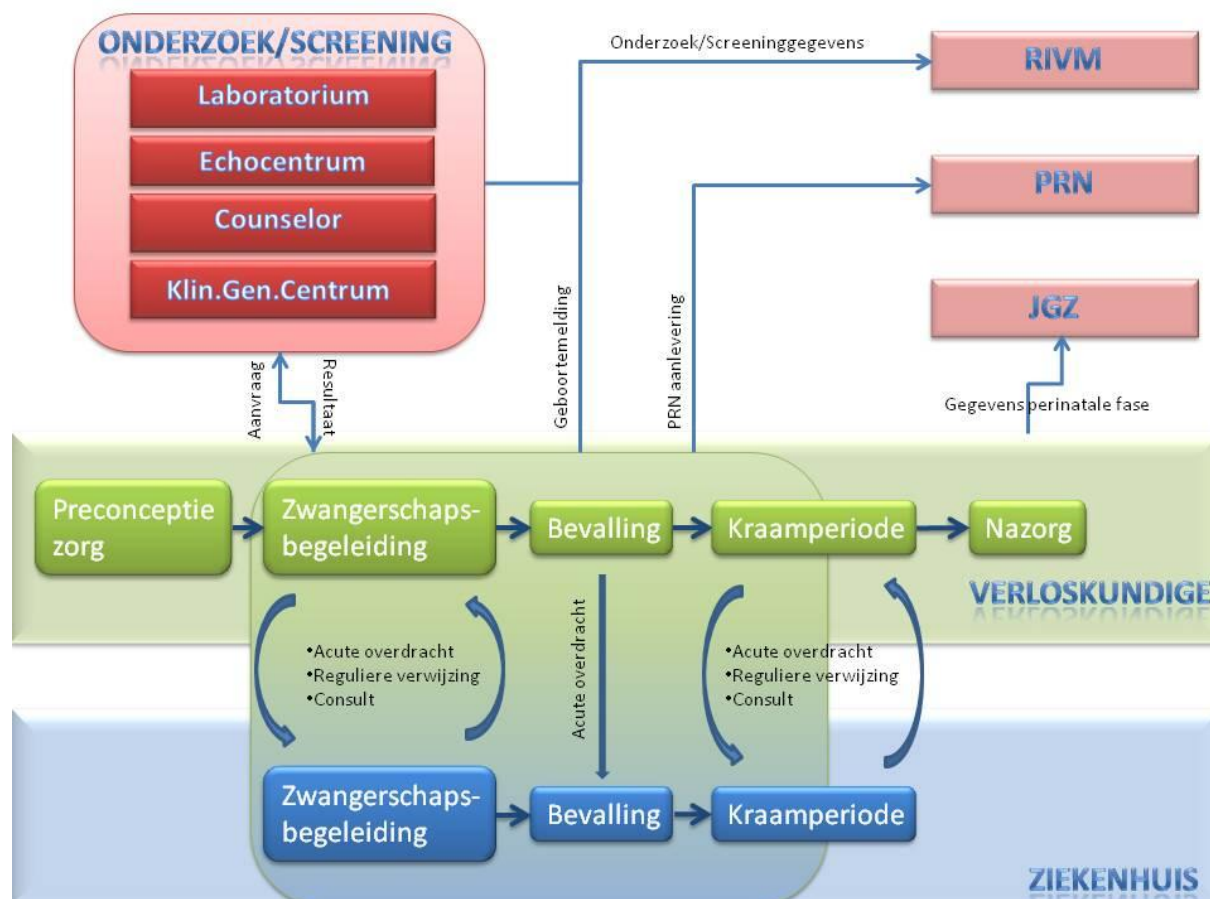 ONDERZOEK/SCREENING
Laboratorium
Echocentrum
Counselor
Klin.Gen.Centrum
Onderzoek/Screeninggegevens
RIVM
PRN
JGZ
Aanvraag
Resultaat
Geboortemelding
PRN aanlevering
Gegevens perinatale fase
Preconceptie
zorg
Zwangerschaps-
begeleiding
Bevalling
Kraamperiode
Nazorg
VERLOSKUNDIGE
•Acute overdracht
•Reguliere verwijzing
•Consult
Acute overdracht
•Acute overdracht
•Reguliere verwijzing
•Consult
Zwangerschaps-
begeleiding
Bevalling
Kraamperiode
ZIEKENHUIS